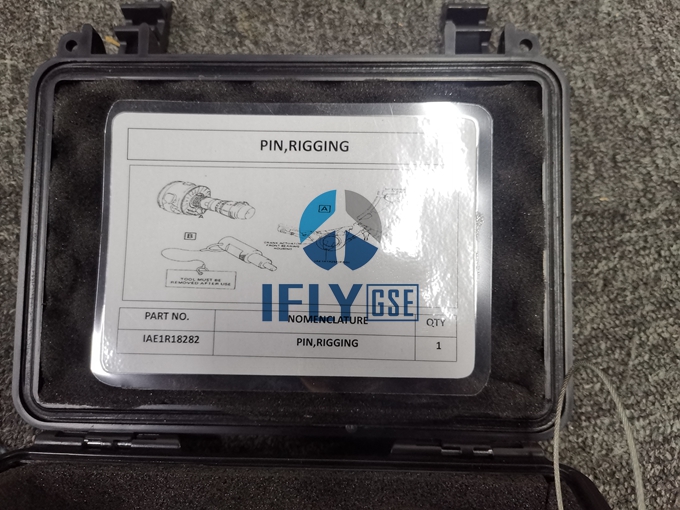 PIN,RIGGING
A
B
TOOL MUST BE
REMOVED AFTER USE
IFLY GSE
PART NO. NOMENCLATURE QTY
IAE1R18282 PIN,RIGGING 1